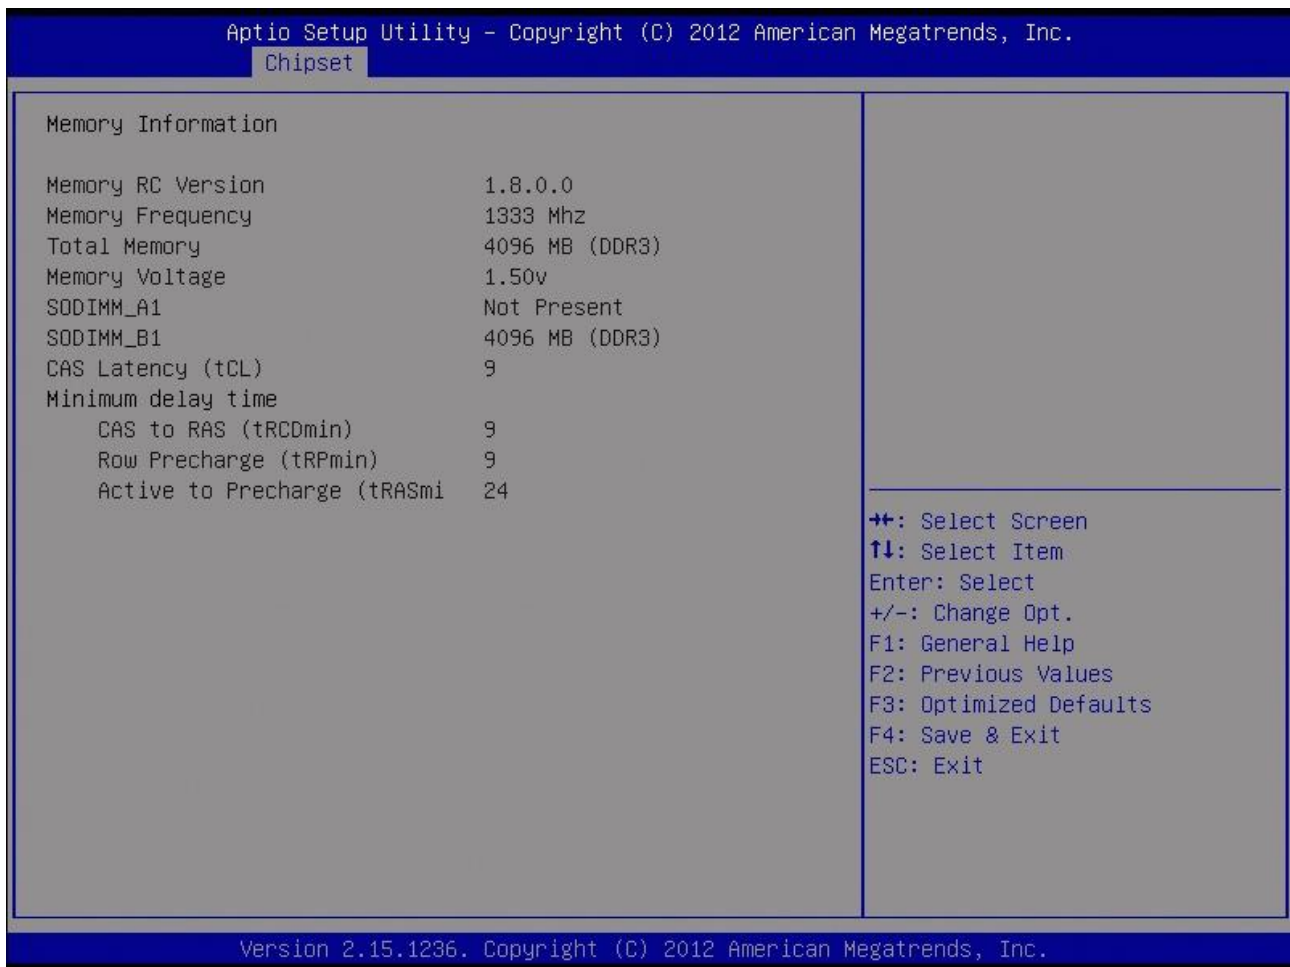 Aptio Setup Utility – Copyright (C) 2012 American Megatrends, Inc.
Chipset
Memory Information
Memory RC Version 1.8.0.0
Memory Frequency 1333 Mhz
Total Memory 4096 MB (DDR3)
Memory Voltage 1.50v
SODIMM_A1 Not Present
SODIMM_B1 4096 MB (DDR3)
CAS Latency (tCL) 9
Minimum delay time
CAS to RAS (tRCDmin) 9
Row Precharge (tRPmin) 9
Active to Precharge (tRASmi 24
→←: Select Screen
↑↓: Select Item
Enter: Select
+/-: Change Opt.
F1: General Help
F2: Previous Values
F3: Optimized Defaults
F4: Save & Exit
ESC: Exit
Version 2.15.1236. Copyright (C) 2012 American Megatrends, Inc.